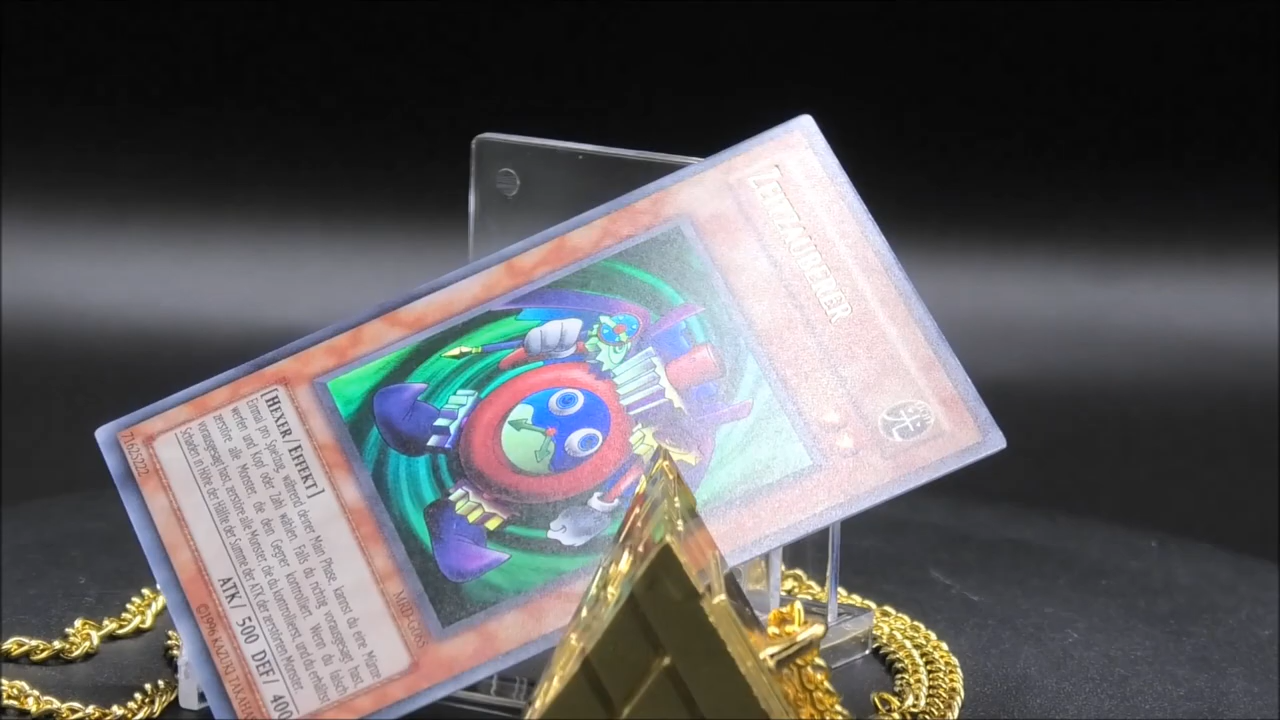 ZEITZAUBERER
MRD-G065
[HEXER/EFFEKT]
Einmal pro Spielzug, während deiner Main Phase, kannst du eine Münze
werfen und Kopf oder Zahl wählen. Falls du richtig vorausgesagt hast,
zerstöre alle Monster, die dein Gegner kontrolliert. Wenn du falsch
vorausgesagt hast, zerstöre alle Monster, die du kontrollierst, und du erhältst
Schaden in Höhe der Hälfte der Summe der ATK der zerstörten Monster.
ATK/ 500 DEF/ 400
71625222
©1996 KAZUKI TAKAHA